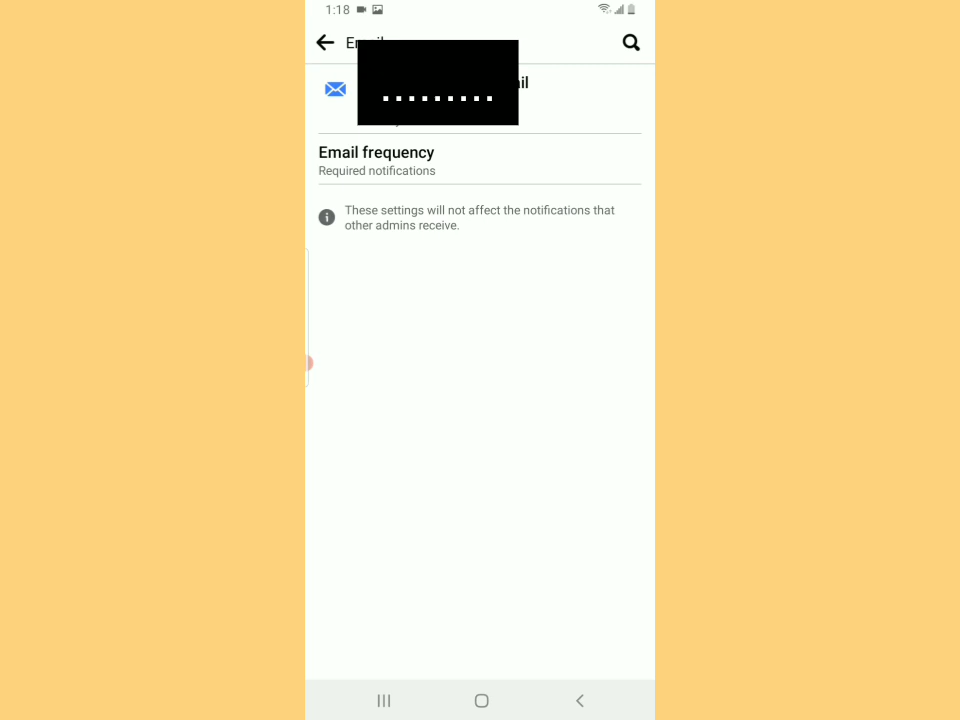 1:18
Email frequency
Required notifications
These settings will not affect the notifications that
other admins receive.